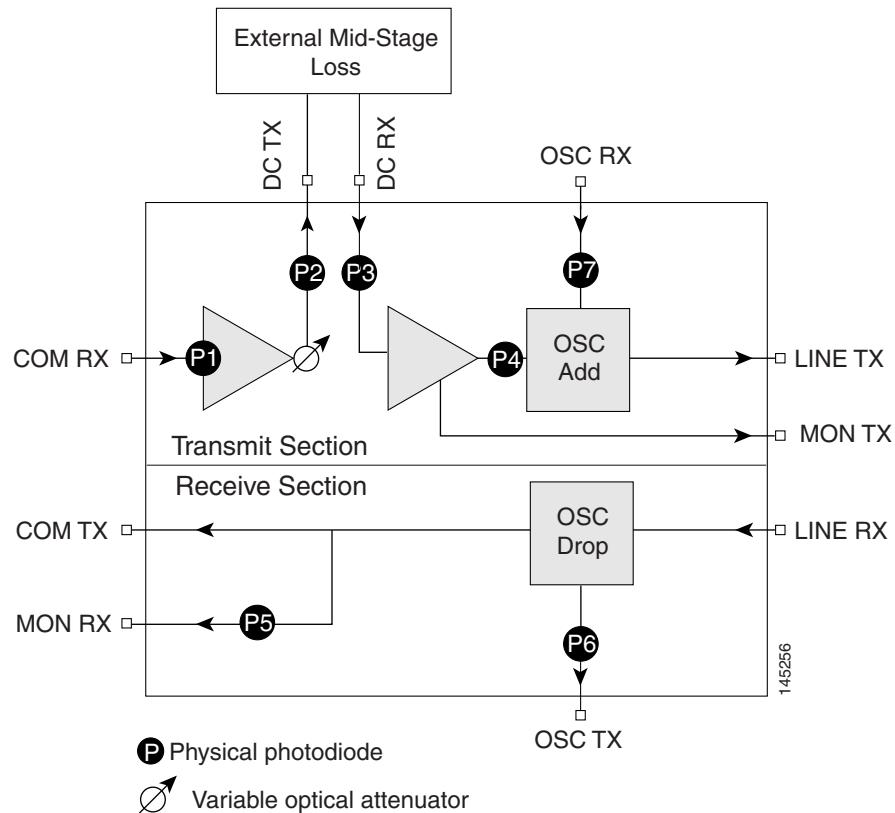 External Mid-Stage
Loss
DC TX
DC RX
OSC RX
P2
P3
P7
COM RX
P1
P4
OSC
Add
LINE TX
MON TX
Transmit Section
Receive Section
COM TX
OSC
Drop
LINE RX
MON RX
P5
P6
145256
OSC TX
P Physical photodiode
Variable optical attenuator